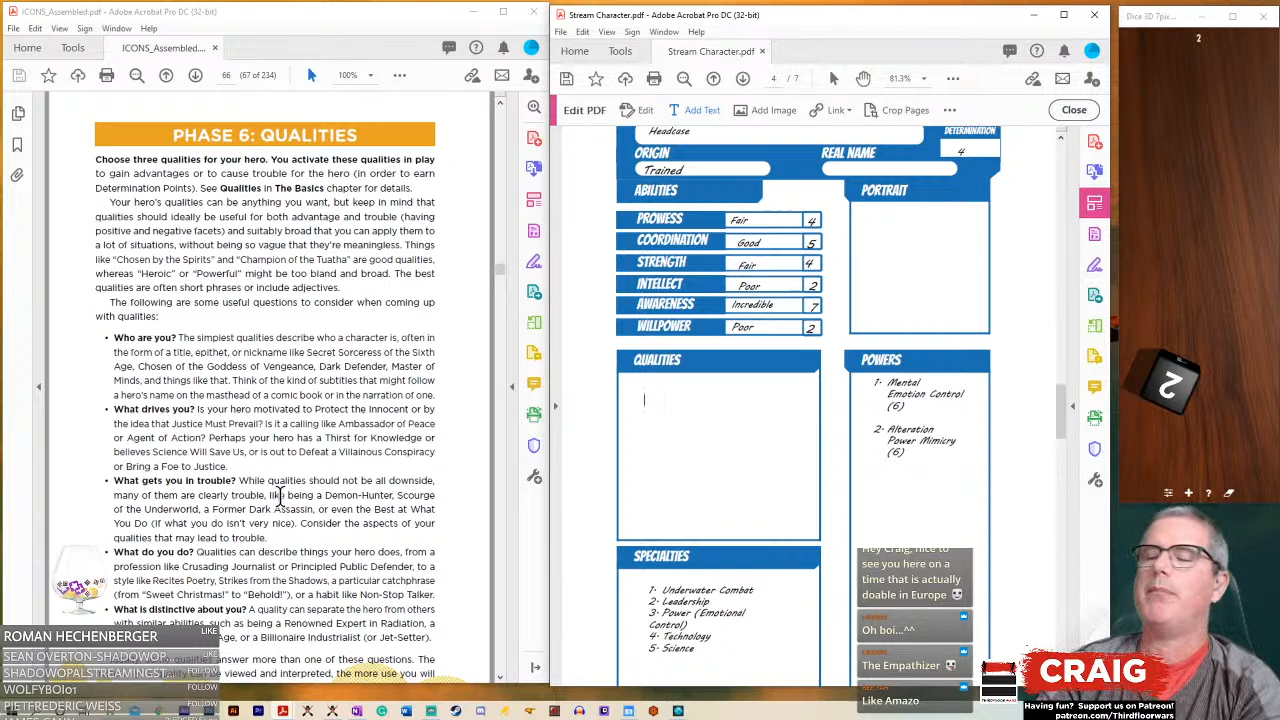 iCONS_Assembled.pdf - Adobe Acrobat Pro DC (32-bit)
File Edit View Sign Window Help
Home Tools ICONS_Assembled.... ×
66 (67 of 234) 100%
PHASE 6: QUALITIES
Choose three qualities for your hero. You activate these qualities in play
to gain advantages or to cause trouble for the hero (in order to earn
Determination Points). See Qualities in The Basics chapter for details.
Your hero's qualities can be anything you want, but keep in mind that
qualities should ideally be useful for both advantage and trouble (having
positive and negative facets) and suitably broad that you can apply them to
a lot of situations, without being so vague that they're meaningless. Things
like "Chosen by the Spirits" and "Champion of the Tuatha" are good qualities,
whereas "Heroic" or "Powerful" might be too bland and broad. The best
qualities are often short phrases or include adjectives.
The following are some useful questions to consider when coming up
with qualities:
• Who are you? The simplest qualities describe who a character is, often in
the form of a title, epithet, or nickname like Secret Sorceress of the Sixth
Age, Chosen of the Goddess of Vengeance, Dark Defender, Master of
Minds, and things like that. Think of the kind of subtitles that might follow
a hero's name on the masthead of a comic book or in the narration of one.
• What drives you? Is your hero motivated to Protect the Innocent or by
the idea that Justice Must Prevail? Is it a calling like Ambassador of Peace
or Agent of Action? Perhaps your hero has a Thirst for Knowledge or
believes Science Will Save Us, or is out to Defeat a Villainous Conspiracy
or Bring a Foe to Justice.
• What gets you in trouble? While qualities should not be all downside,
many of them are clearly trouble, like being a Demon-Hunter, Scourge
of the Underworld, a Former Dark Assassin, or even the Best at What
You Do (if what you do isn't very nice). Consider the aspects of your
qualities that may lead to trouble.
• What do you do? Qualities can describe things your hero does, from a
profession like Crusading Journalist or Principled Public Defender, to a
style like Recites Poetry, Strikes from the Shadows, a particular catchphrase
(from "Sweet Christmas!" to "Behold!"), or a habit like Non-Stop Talker.
• What is distinctive about you? A quality can separate the hero from others
with similar abilities, such as being a Renowned Expert in Radiation, a
or a Billionaire Industrialist (or Jet-Setter).
qualities answer more than one of these questions. The
viewed and interpreted, the more use you will
ROMAN HECHENBERGER LIKE
SEAN OVERTON-SHADOWOP... LIKE
SHADOWOPALSTREAMINGST... FOLLOW
WOLFYBOI01 FOLLOW
PIETFREDERIC WEISS FOLLOW
FOLLOW
Stream Character.pdf - Adobe Acrobat Pro DC (32-bit)
File Edit View Sign Window Help
Home Tools Stream Character.pdf ×
4 / 7 81.3%
Edit PDF Edit Add Text Add Image Link Crop Pages Close
Headcase
DETERMINATION
4
ORIGIN REAL NAME
Trained
ABILITIES PORTRAIT
PROWESS Fair 4
COORDINATION Good 5
STRENGTH Fair 4
INTELLECT Poor 2
AWARENESS Incredible 7
WILLPOWER Poor 2
QUALITIES
POWERS
1. Mental
Emotion Control
(6)
2. Alteration
Power Mimicry
(6)
SPECIALTIES
1. Underwater Combat
2. Leadership
3. Power (Emotional
Control)
4. Technology
5. Science
Hey Craig, nice to
see you here on a
time that is actually
doable in Europe
Oh boi...^^
The Empathizer
Like Amazo
Dice 3D 7pix...
2
2
CRAIG
Having fun? Support us on Patreon!
patreon.com/Thirdfloorwars